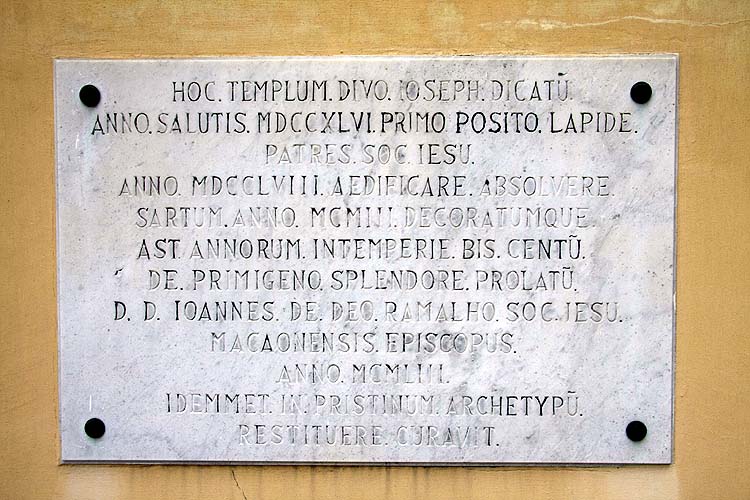 HOC. TEMPLUM. DIVO. IOSEPH. DICATŨ.
ANNO. SALUTIS. MDCCXLVI. PRIMO. POSITO. LAPIDE.
PATRES. SOC. IESU.
ANNO. MDCCLVIII. AEDIFICARE. ABSOLVERE.
SARTUM. ANNO. MCMIII. DECORATUMQUE.
AST. ANNORUM. INTEMPERIE. BIS. CENTŨ.
DE. PRIMIGENO. SPLENDORE. PROLATŨ.
D. D. IOANNES. DE. DEO. RAMALHO. SOC. JESU.
MACAONENSIS. EPISCOPUS.
ANNO. MCMLIII.
IDEMMET. IN. PRISTINUM. ARCHETYPŨ.
RESTITUERE. CURAVIT.